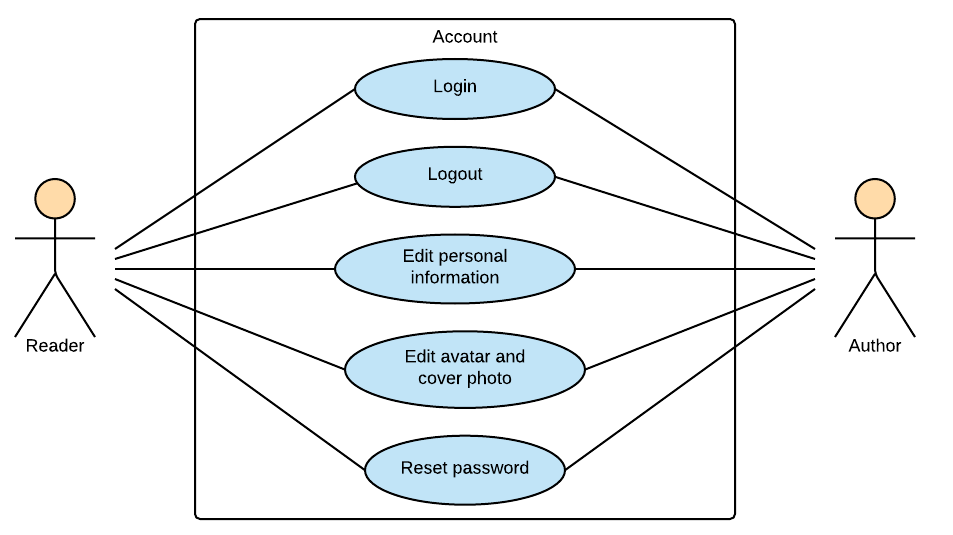 Account
Login
Logout
Edit personal
information
Edit avatar and
cover photo
Reset password
Reader
Author